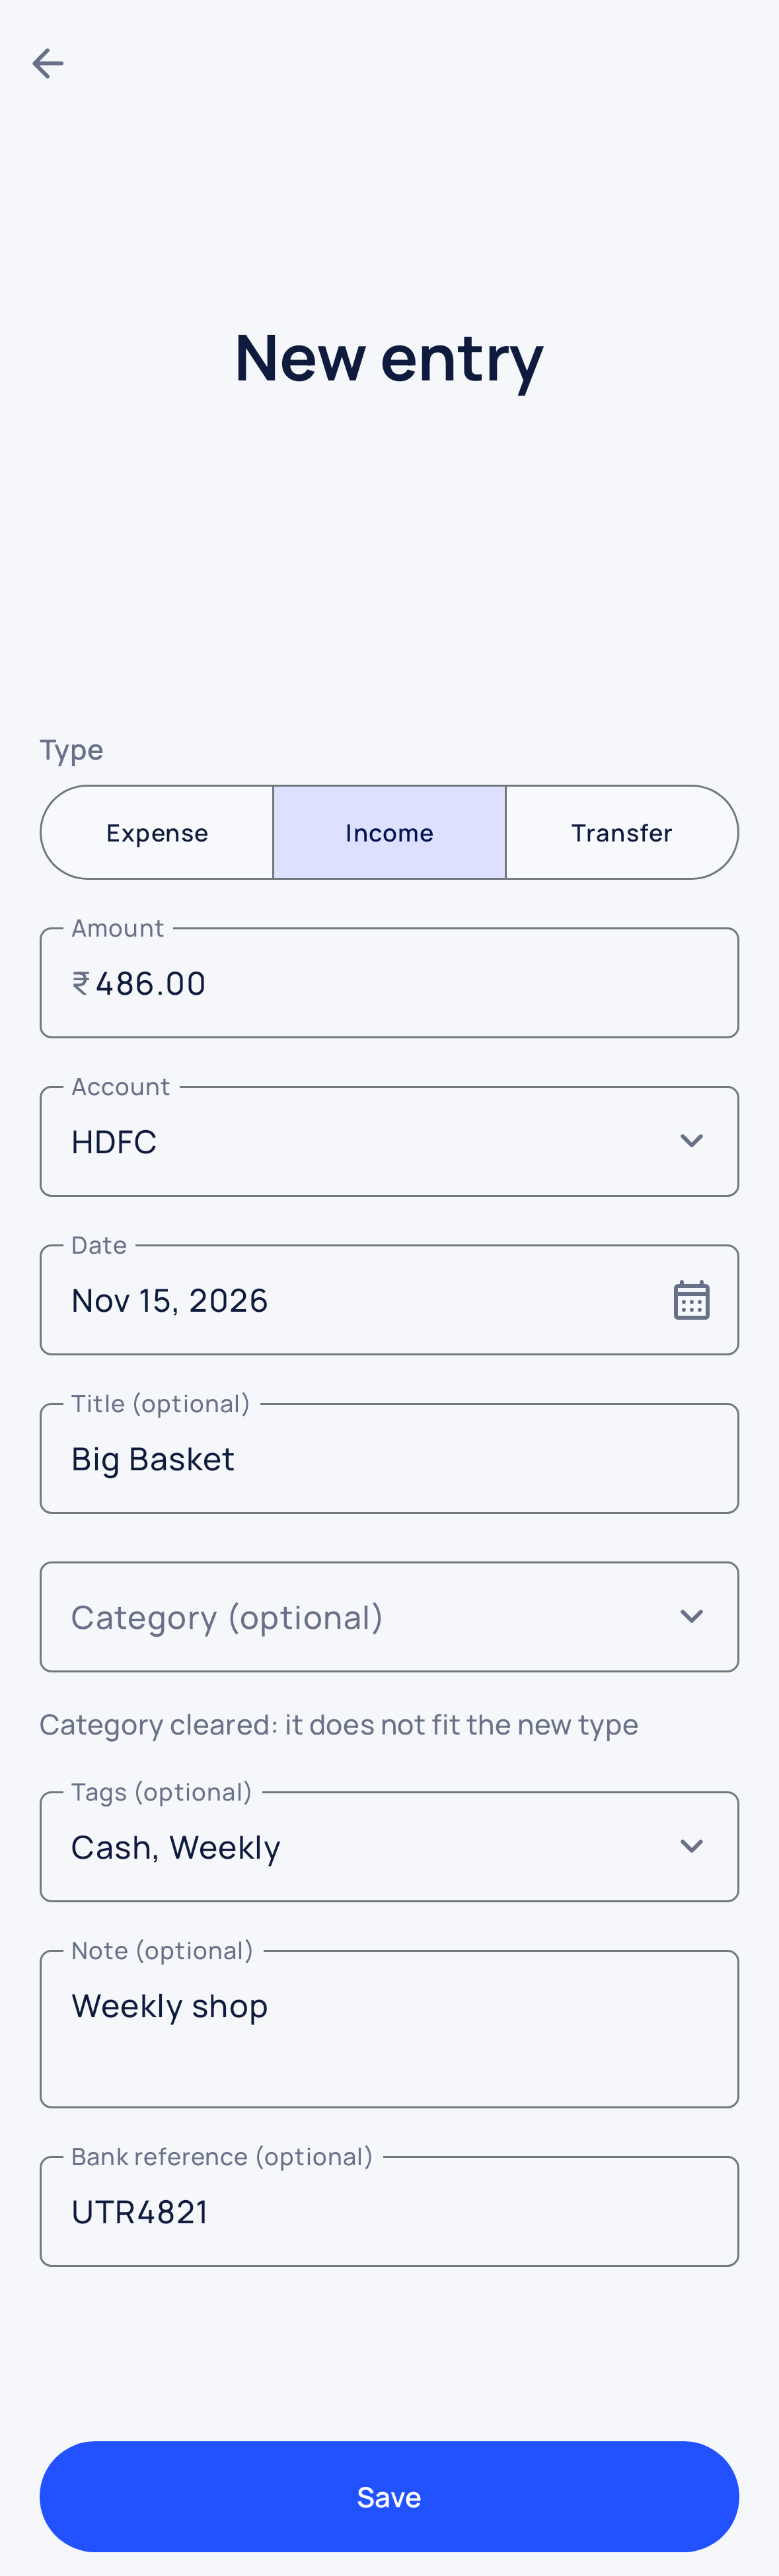 New entry
Type
Expense
Income
Transfer
Amount
₹486.00
Account
HDFC
Date
Nov 15, 2026
Title (optional)
Big Basket
Category (optional)
Category cleared: it does not fit the new type
Tags (optional)
Cash, Weekly
Note (optional)
Weekly shop
Bank reference (optional)
UTR4821
Save